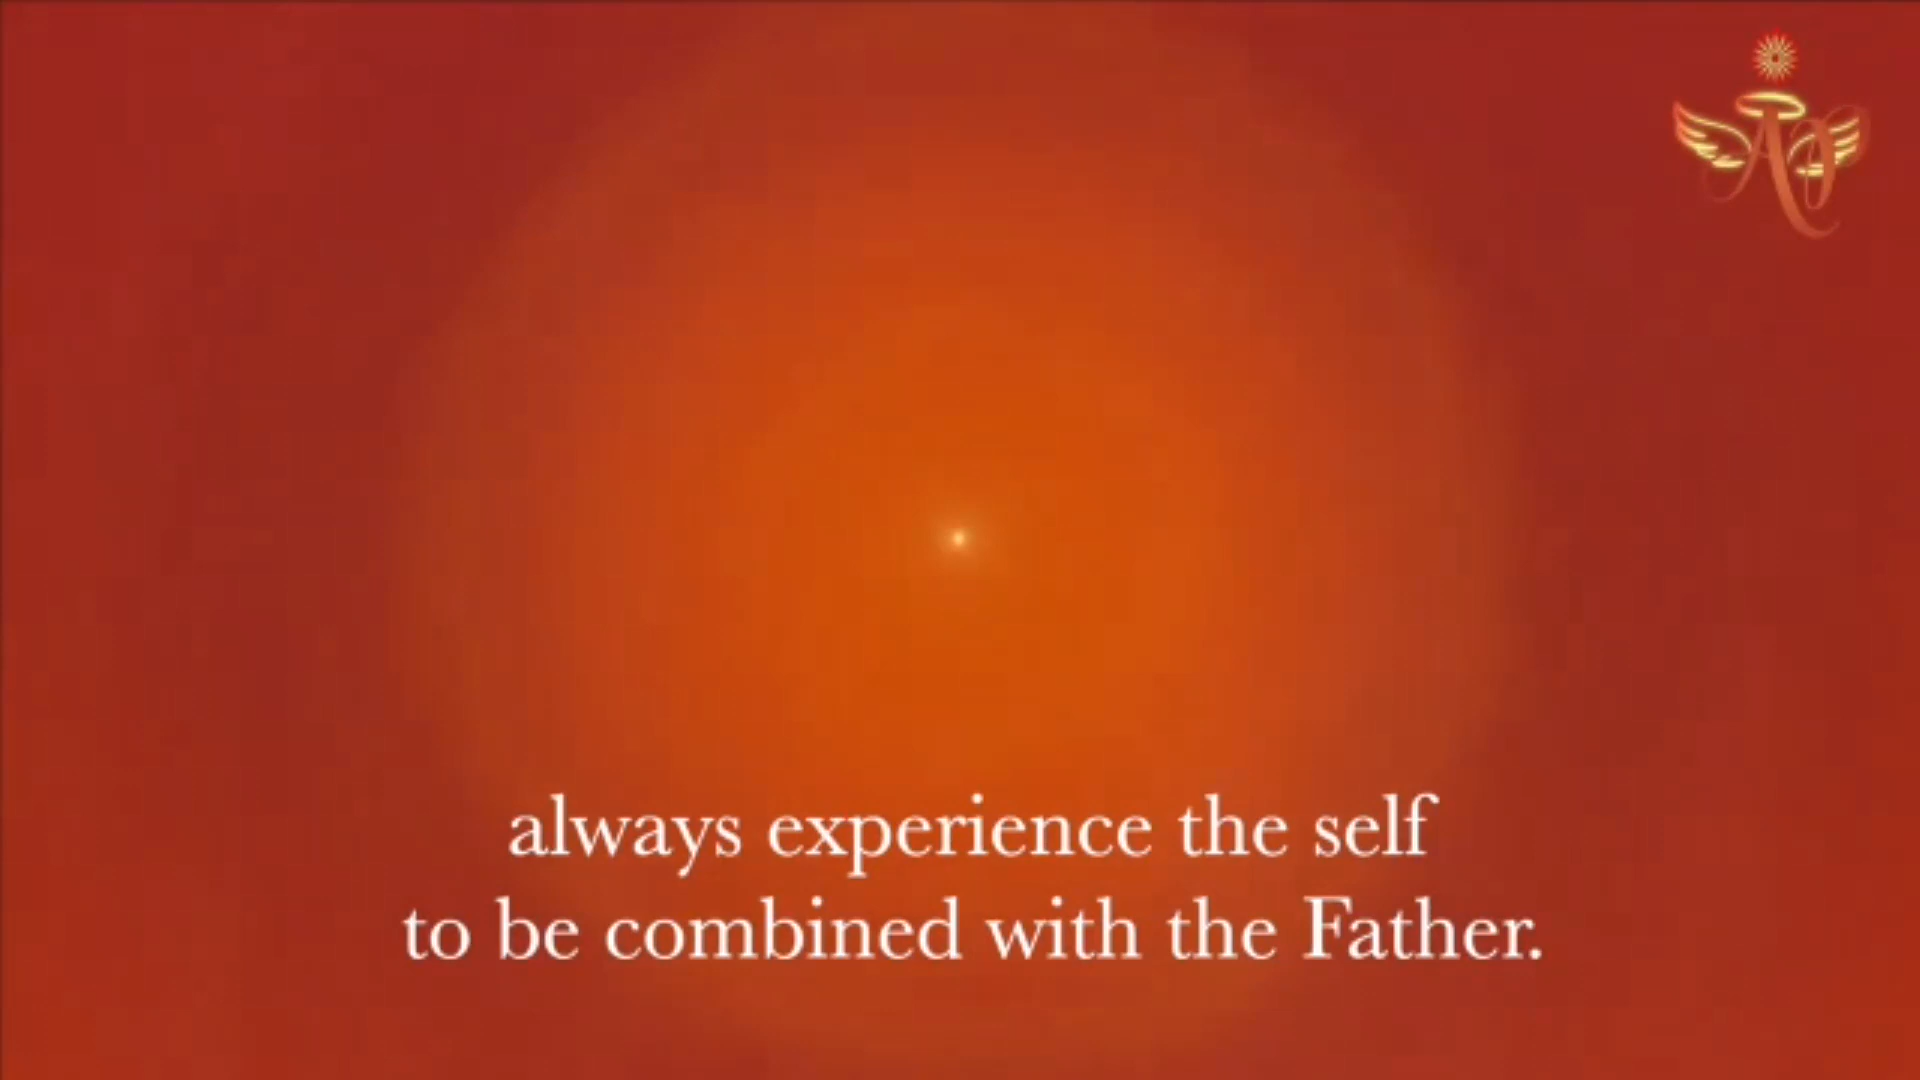 always experience the self
to be combined with the Father.